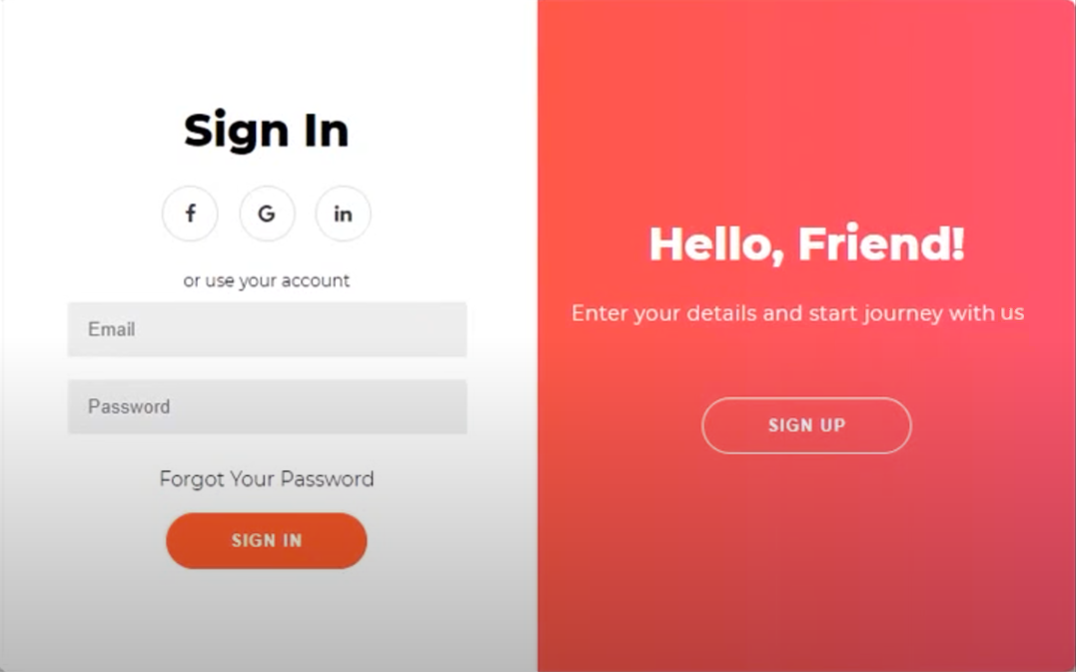 Sign In
f
G
in
or use your account
Email
Password
Forgot Your Password
SIGN IN
Hello, Friend!
Enter your details and start journey with us
SIGN UP